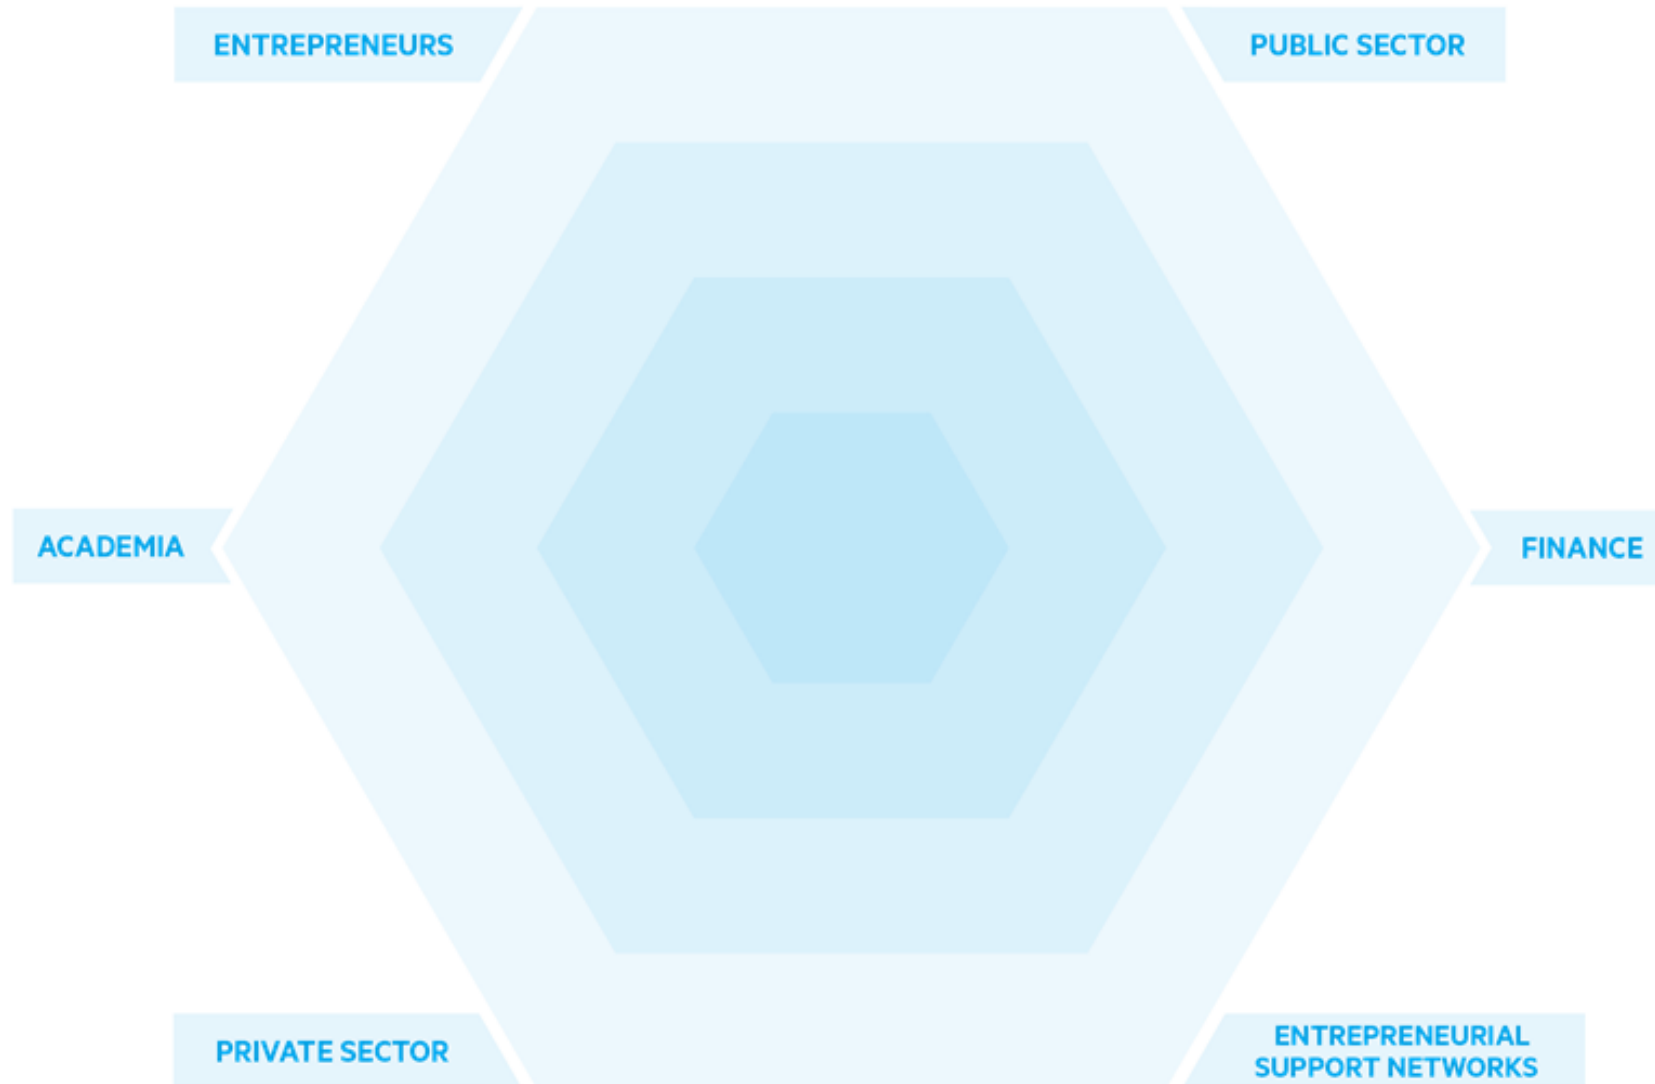 ENTREPRENEURS
PUBLIC SECTOR
ACADEMIA
FINANCE
PRIVATE SECTOR
ENTREPRENEURIAL
SUPPORT NETWORKS